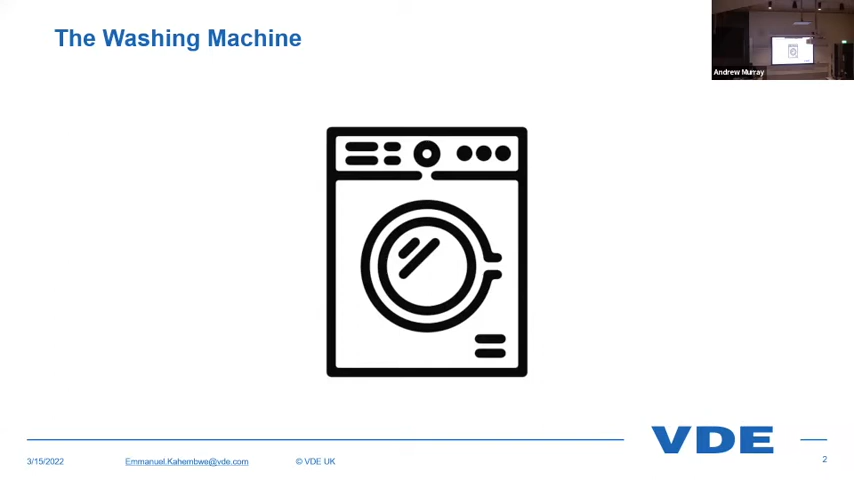 The Washing Machine
Andrew Murray
VDE
3/15/2022
Emmanuel.Kahembwe@vde.com
© VDE UK
2